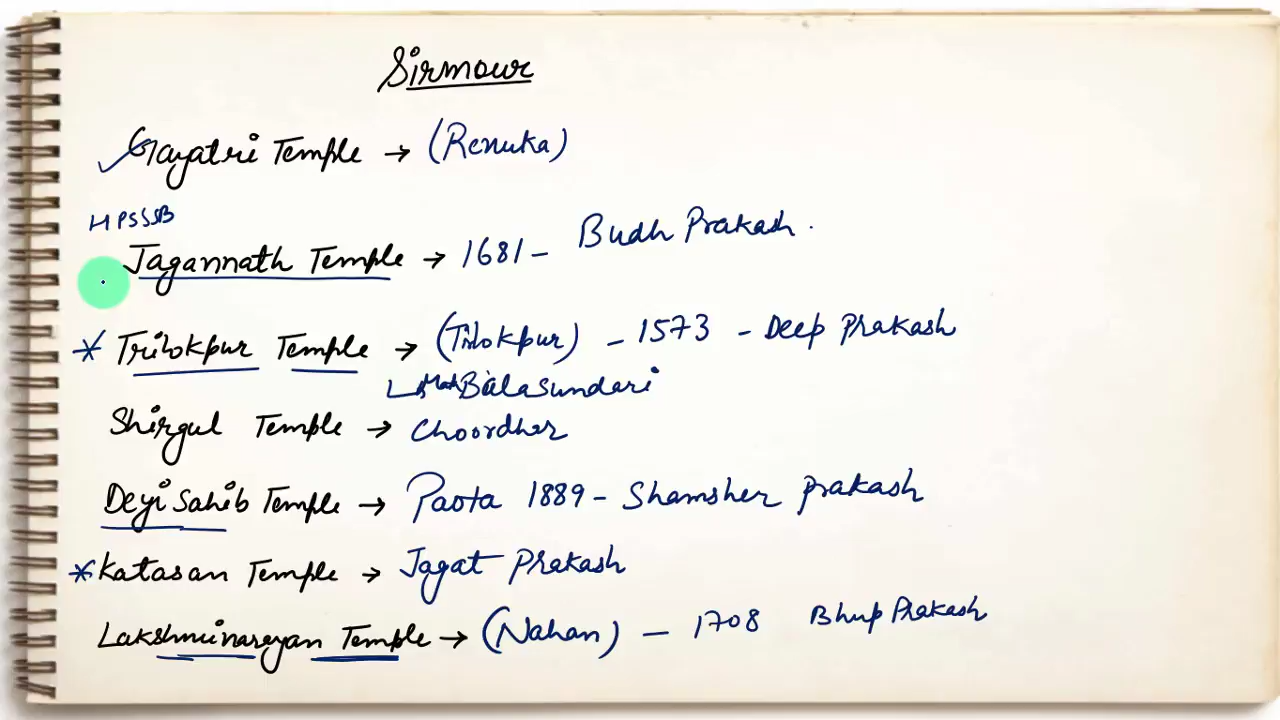 Sirmour
Gayatri Temple → (Renuka)
HPSSSB
Jagannath Temple → 1681 - Budh Prakash.
* Trilokpur Temple → (Trilokpur) - 1573 - Deep Prakash
Balasundari
Shirgul Temple → Choordher
Deyi Sahib Temple → Paota 1889 - Shamsher Prakash
* Katasan Temple → Jagat Prakash
Lakshminarayan Temple → (Nahan) - 1708 Bhup Prakash